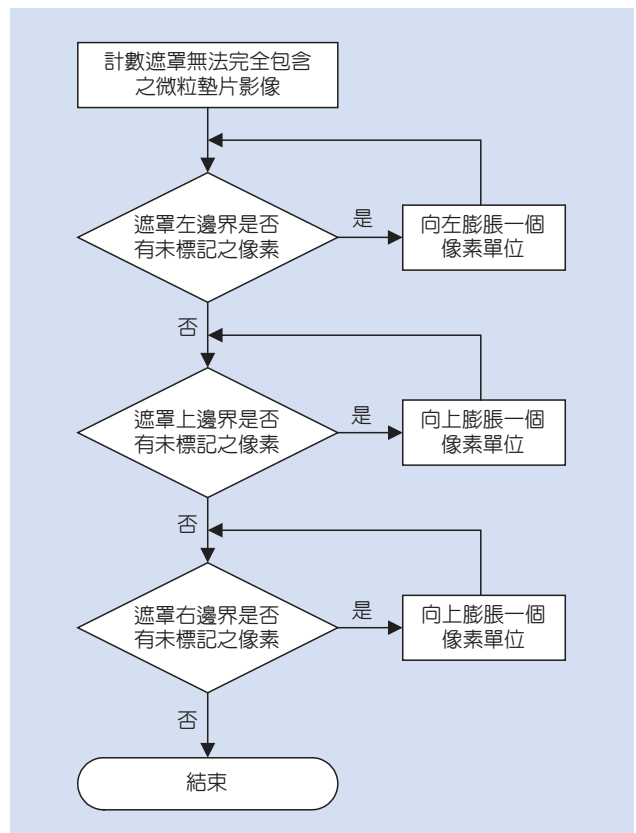 計數遮罩無法完全包含
之微粒墊片影像
遮罩左邊界是否
有未標記之像素
是
向左膨脹一個
像素單位
否
遮罩上邊界是否
有未標記之像素
是
向上膨脹一個
像素單位
否
遮罩右邊界是否
有未標記之像素
是
向上膨脹一個
像素單位
否
結束